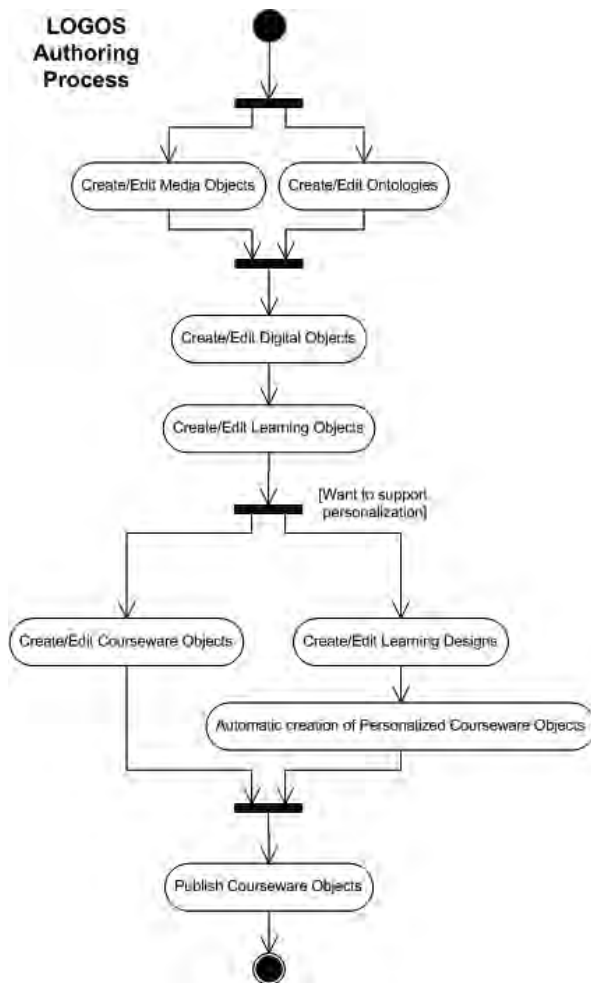 LOGOS
Authoring
Process
Create/Edit Media Objects
Create/Edit Ontologies
Create/Edit Digital Objects
Create/Edit Learning Objects
[Want to support
personalization]
Create/Edit Courseware Objects
Create/Edit Learning Designs
Automatic creation of Personalized Courseware Objects
Publish Courseware Objects